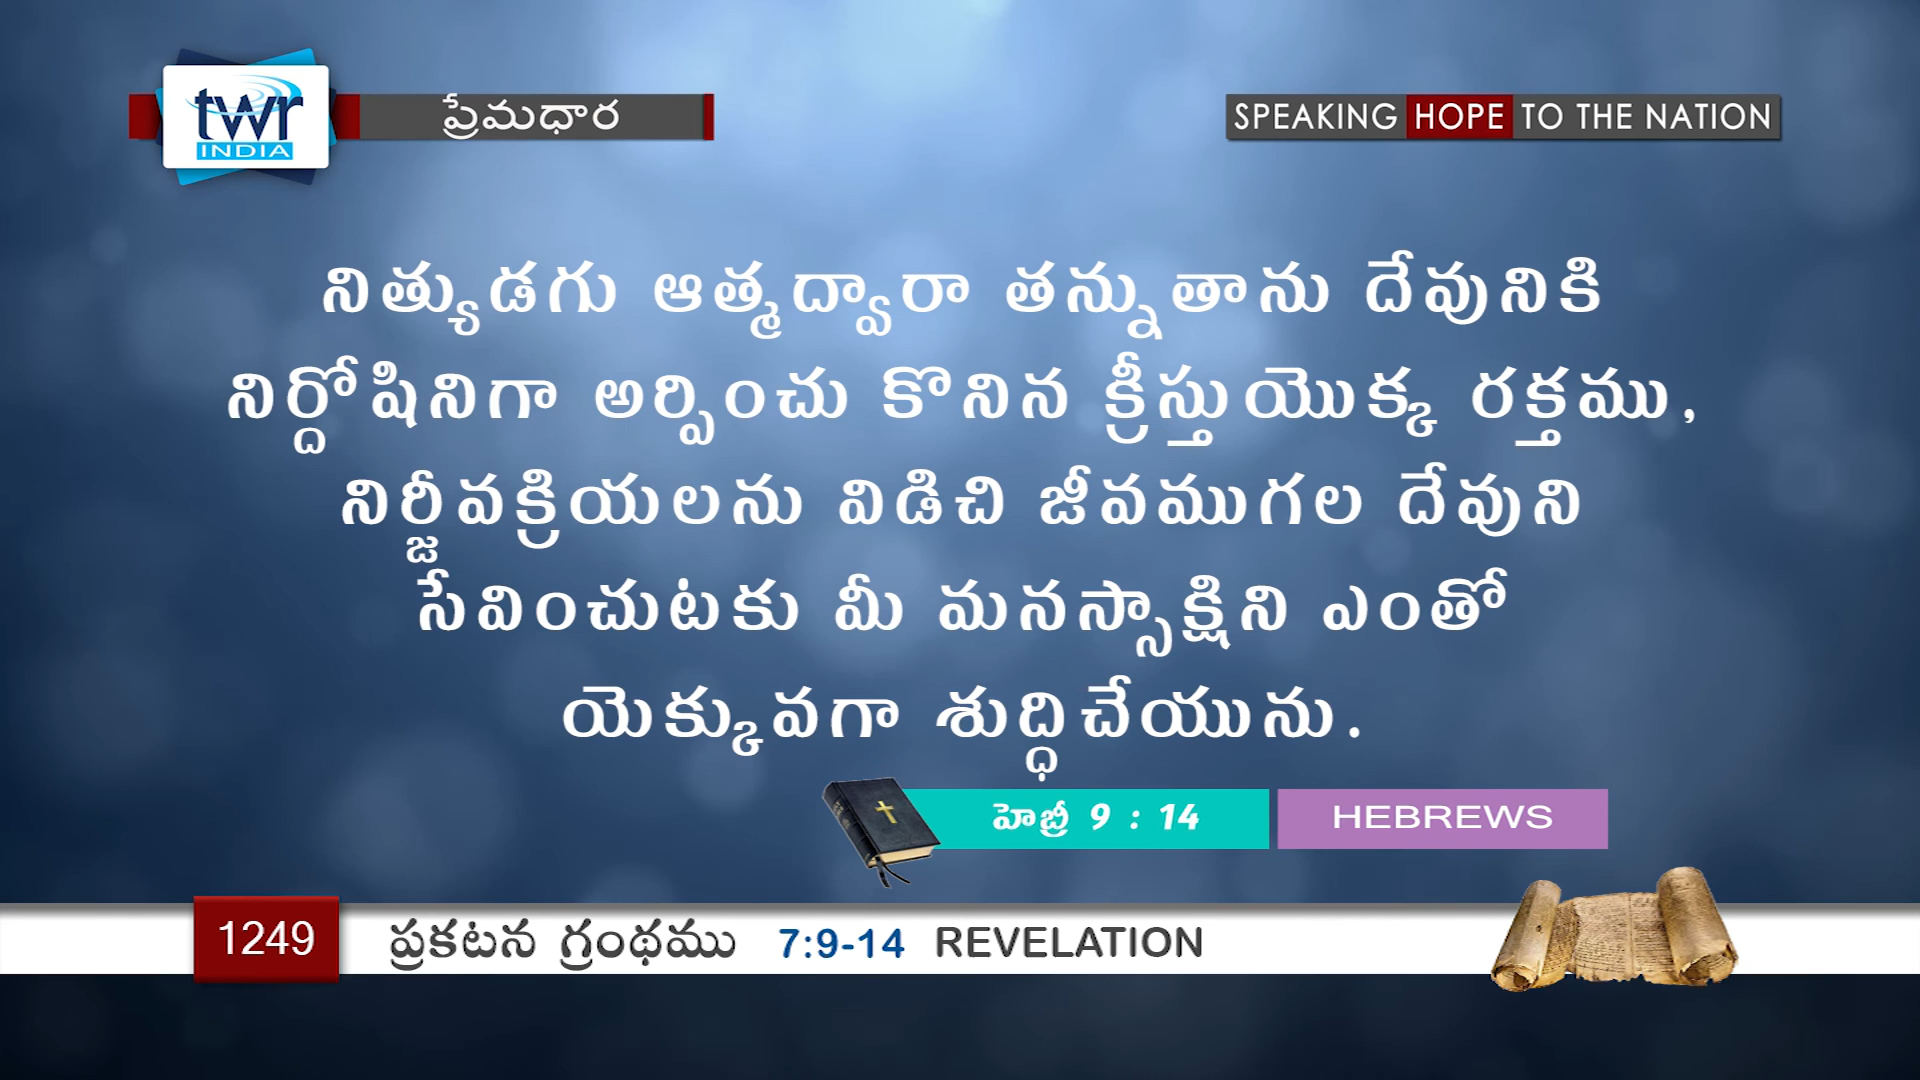 twr
INDIA
ప్రేమధార
SPEAKING HOPE TO THE NATION
నిత్యుడగు ఆత్మద్వారా తన్నుతాను దేవునికి
నిర్దోషినిగా అర్పించు కొనిన క్రీస్తుయొక్క రక్తము,
నిర్జీవక్రియలను విడిచి జీవముగల దేవుని
సేవించుటకు మీ మనస్సాక్షిని ఎంతో
యెక్కువగా శుద్ధిచేయును.
హెబ్రీ 9 : 14
HEBREWS
1249
ప్రకటన గ్రంథము 7:9-14 REVELATION